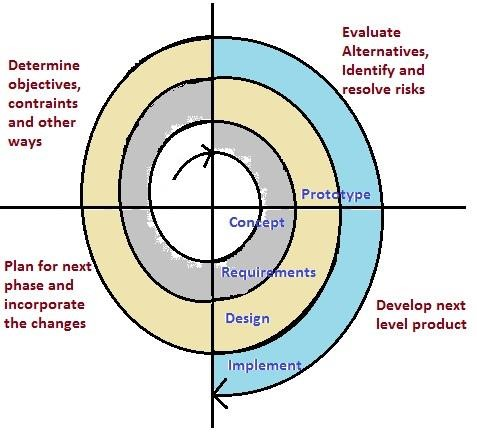 Determine
objectives,
contraints
and other
ways
Evaluate
Alternatives,
Identify and
resolve risks
Prototype
Concept
Requirements
Design
Implement
Plan for next
phase and
incorporate
the changes
Develop next
level product